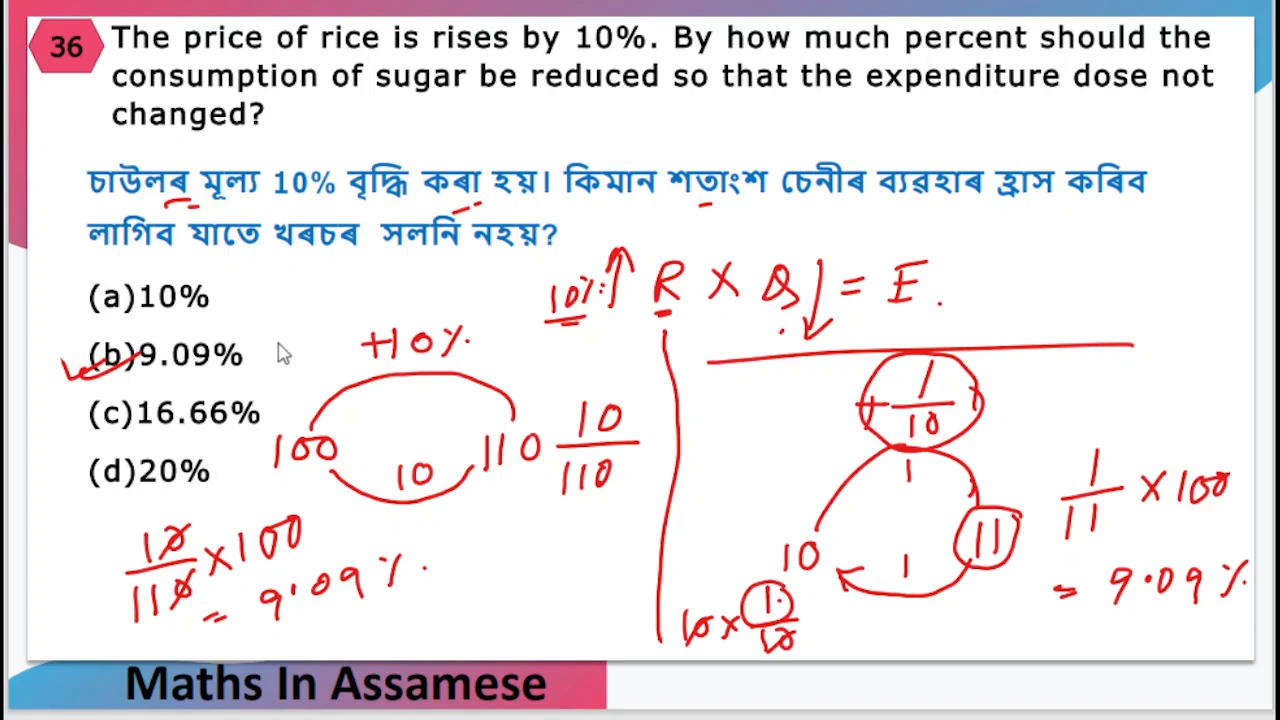 36
The price of rice is rises by 10%. By how much percent should the
consumption of sugar be reduced so that the expenditure dose not
changed?
চাউলৰ মূল্য 10% বৃদ্ধি কৰা হয়। কিমান শতাংশ চেনীৰ ব্যৱহাৰ হ্ৰাস কৰিব
লাগিব যাতে খৰচৰ সলনি নহয়?
10% ↑ R × Q ↓ = E.
(a)10%
(b)9.09%
(c)16.66%
(d)20%
+10%
100 110 10/110
10
10/110 × 100
= 9.09%.
+ 1/10
1
10 11
1
10 × 1/10
1/11 × 100
= 9.09%
Maths In Assamese